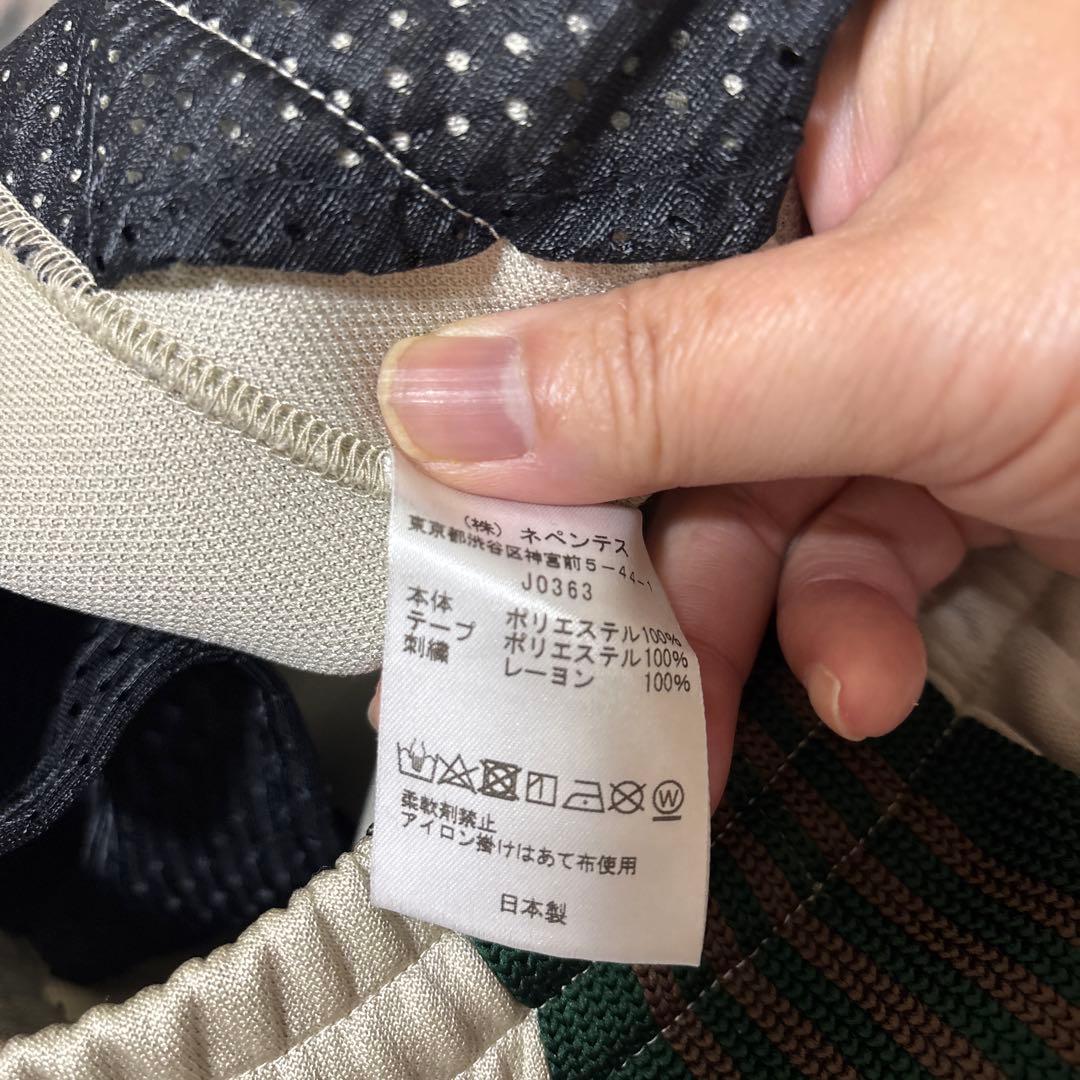 (株) ネペンテス
東京都渋谷区神宮前5-44-1
J0363
本体 ポリエステル100%
テープ ポリエステル100%
刺繍 レーヨン 100%
W
柔軟剤禁止
アイロン掛けはあて布使用
日本製